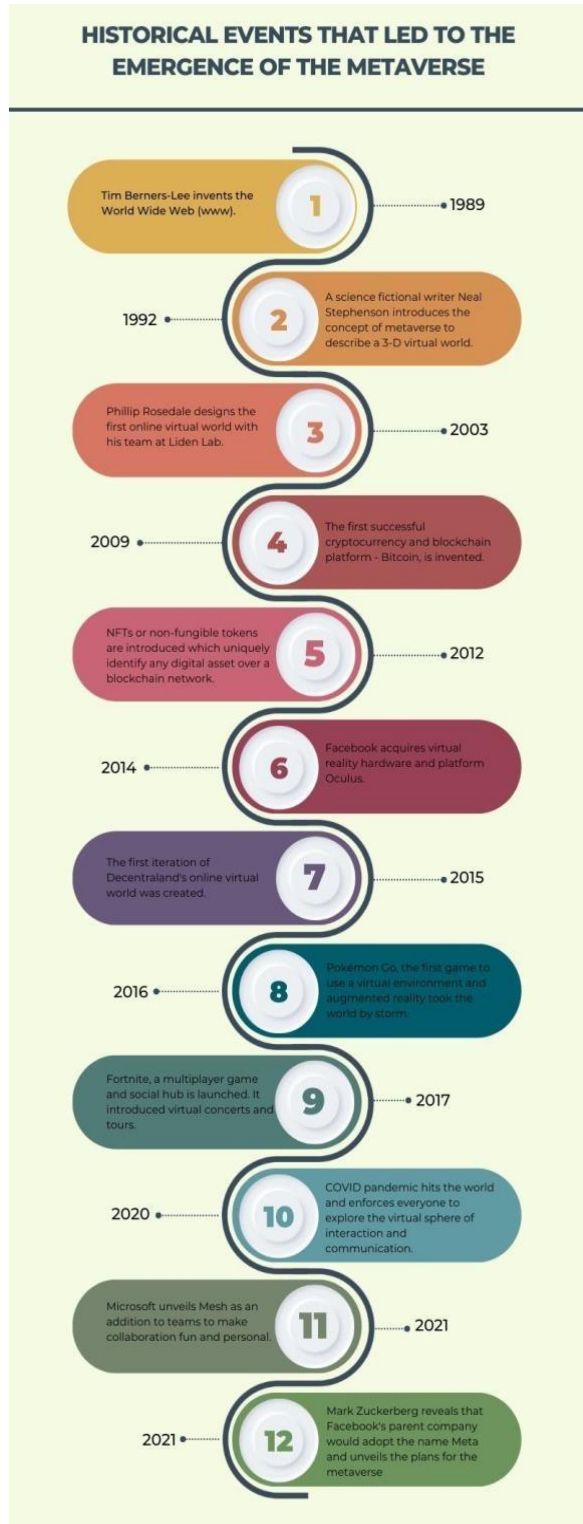 HISTORICAL EVENTS THAT LED TO THE
EMERGENCE OF THE METAVERSE
Tim Berners-Lee invents the
World Wide Web (www).
1
1989
1992
2
A science fictional writer Neal
Stephenson introduces the
concept of metaverse to
describe a 3-D virtual world.
Phillip Rosedale designs the
first online virtual world with
his team at Liden Lab.
3
2003
2009
4
The first successful
cryptocurrency and blockchain
platform - Bitcoin, is invented.
NFTs or non-fungible tokens
are introduced which uniquely
identify any digital asset over a
blockchain network.
5
2012
2014
6
Facebook acquires virtual
reality hardware and platform
Oculus.
The first iteration of
Decentraland's online virtual
world was created.
7
2015
2016
8
Pokémon Go, the first game to
use a virtual environment and
augmented reality took the
world by storm.
Fortnite, a multiplayer game
and social hub is launched. It
introduced virtual concerts and
tours.
9
2017
2020
10
COVID pandemic hits the world
and enforces everyone to
explore the virtual sphere of
interaction and
communication.
Microsoft unveils Mesh as an
addition to teams to make
collaboration fun and personal.
11
2021
2021
12
Mark Zuckerberg reveals that
Facebook's parent company
would adopt the name Meta
and unveils the plans for the
metaverse